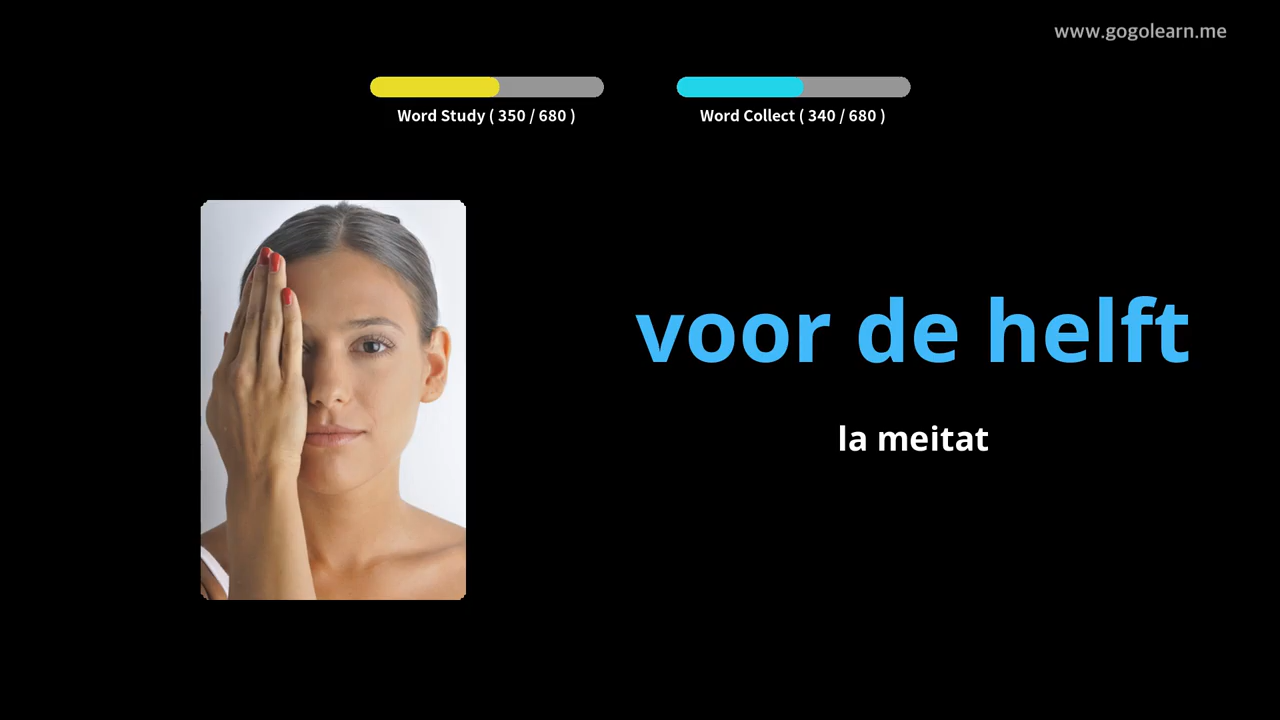 www.gogolearn.me
Word Study ( 350 / 680 )
Word Collect ( 340 / 680 )
voor de helft
la meitat